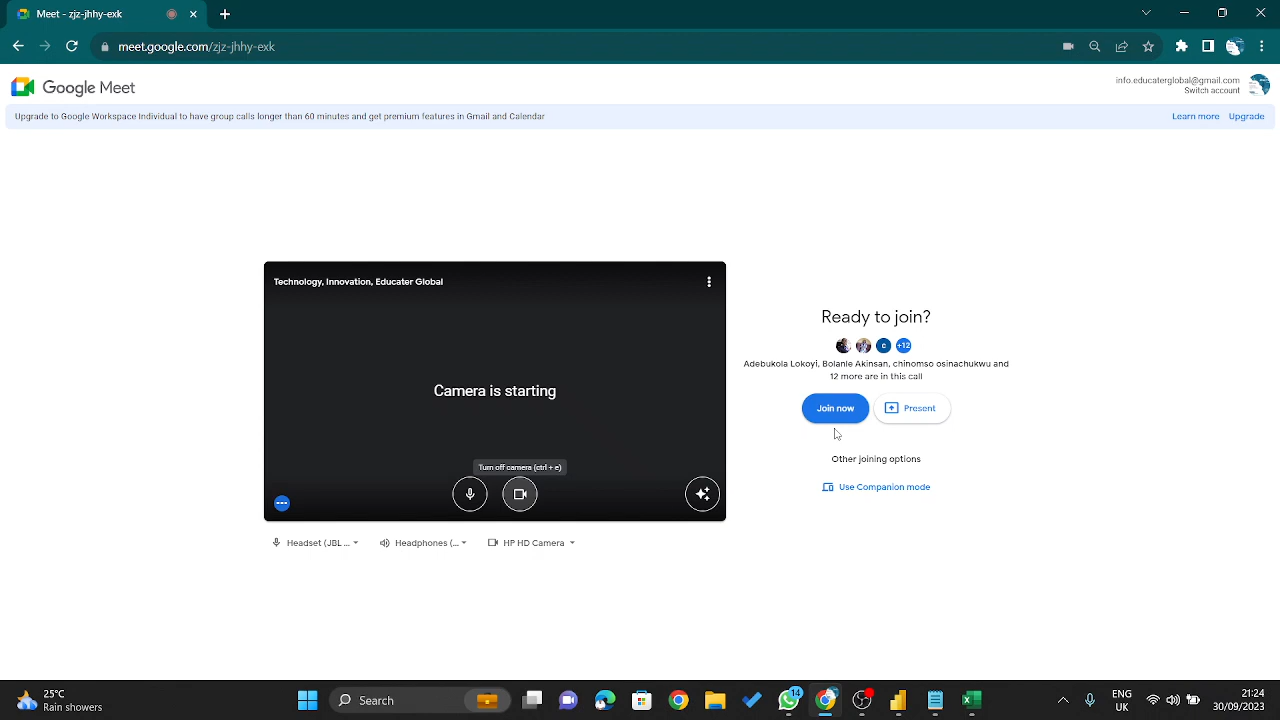 Meet - zjz-jhhy-exk
meet.google.com/zjz-jhhy-exk
Google Meet
info.educaterglobal@gmail.com
Switch account
Upgrade to Google Workspace Individual to have group calls longer than 60 minutes and get premium features in Gmail and Calendar
Learn more Upgrade
Technology, Innovation, Educater Global
Camera is starting
Turn off camera (ctrl + e)
Headset (JBL ... Headphones (... HP HD Camera
Ready to join?
c +12
Adebukola Lokoyi, Bolanle Akinsan, chinomso osinachukwu and
12 more are in this call
Join now Present
Other joining options
Use Companion mode
25°C
Rain showers
Search
14
ENG
UK
21:24
30/09/2023